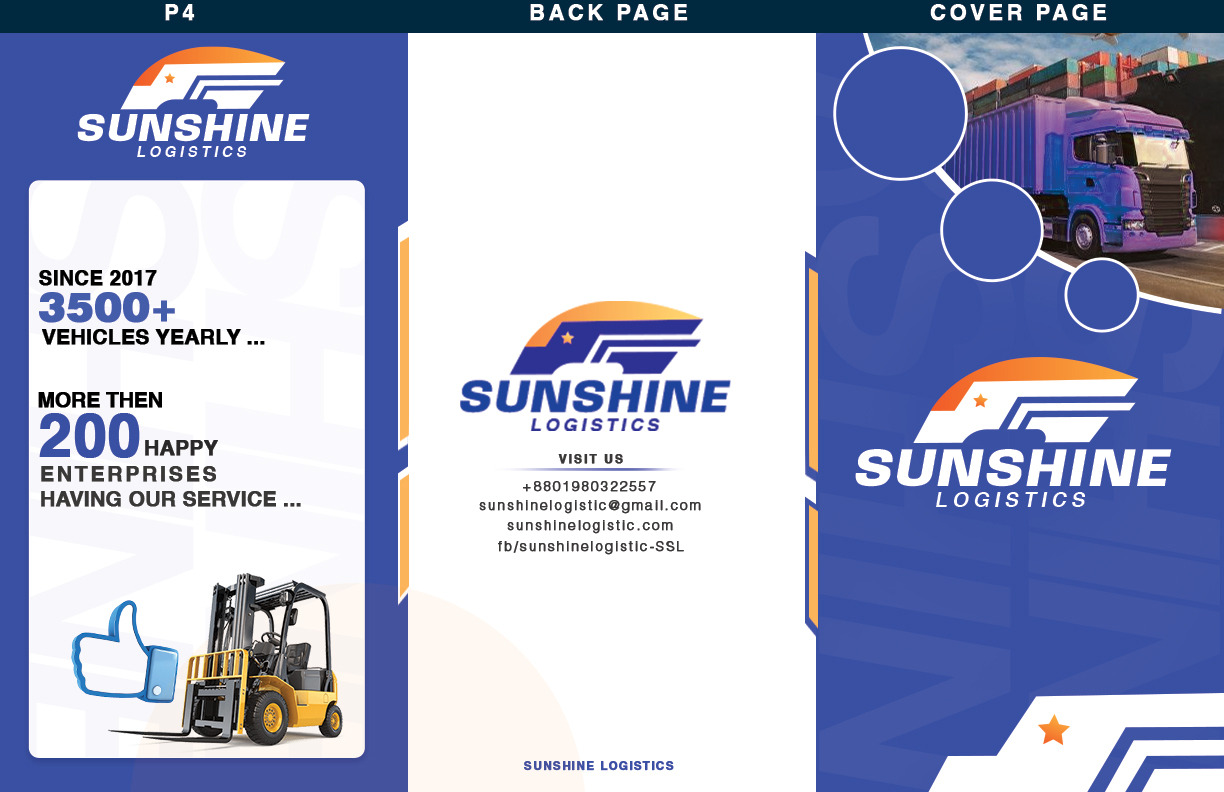 P4
SUNSHINE
LOGISTICS
SINCE 2017
3500+
VEHICLES YEARLY ...
MORE THEN
200 HAPPY
ENTERPRISES
HAVING OUR SERVICE ...
BACK PAGE
SUNSHINE
LOGISTICS
VISIT US
+8801980322557
sunshinelogistic@gmail.com
sunshinelogistic.com
fb/sunshinelogistic-SSL
SUNSHINE LOGISTICS
COVER PAGE
SUNSHINE
LOGISTICS